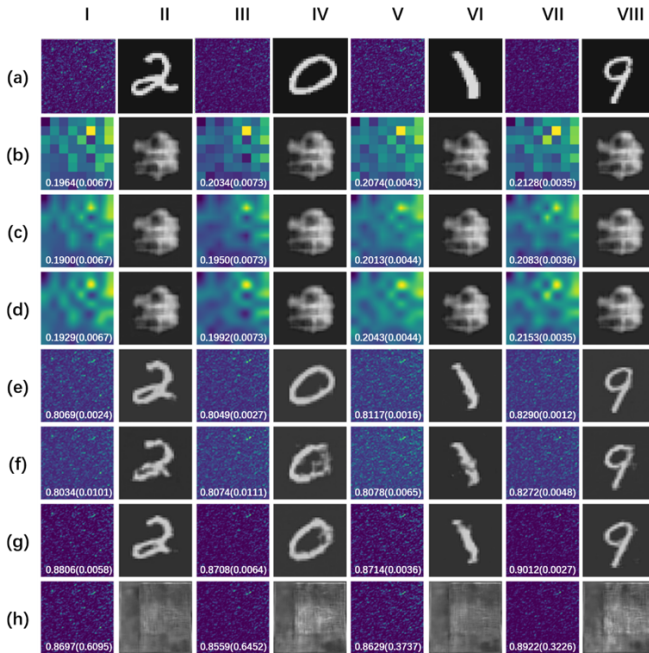 I II III IV V VI VII VIII
(a)
(b) 0.1964(0.0067) 0.2034(0.0073) 0.2074(0.0043) 0.2128(0.0035)
(c) 0.1900(0.0067) 0.1950(0.0073) 0.2013(0.0044) 0.2083(0.0036)
(d) 0.1929(0.0067) 0.1992(0.0073) 0.2043(0.0044) 0.2153(0.0035)
(e) 0.8069(0.0024) 0.8049(0.0027) 0.8117(0.0016) 0.8290(0.0012)
(f) 0.8034(0.0101) 0.8074(0.0111) 0.8078(0.0065) 0.8272(0.0048)
(g) 0.8806(0.0058) 0.8708(0.0064) 0.8714(0.0036) 0.9012(0.0027)
(h) 0.8697(0.6095) 0.8559(0.6452) 0.8629(0.3737) 0.8922(0.3226)